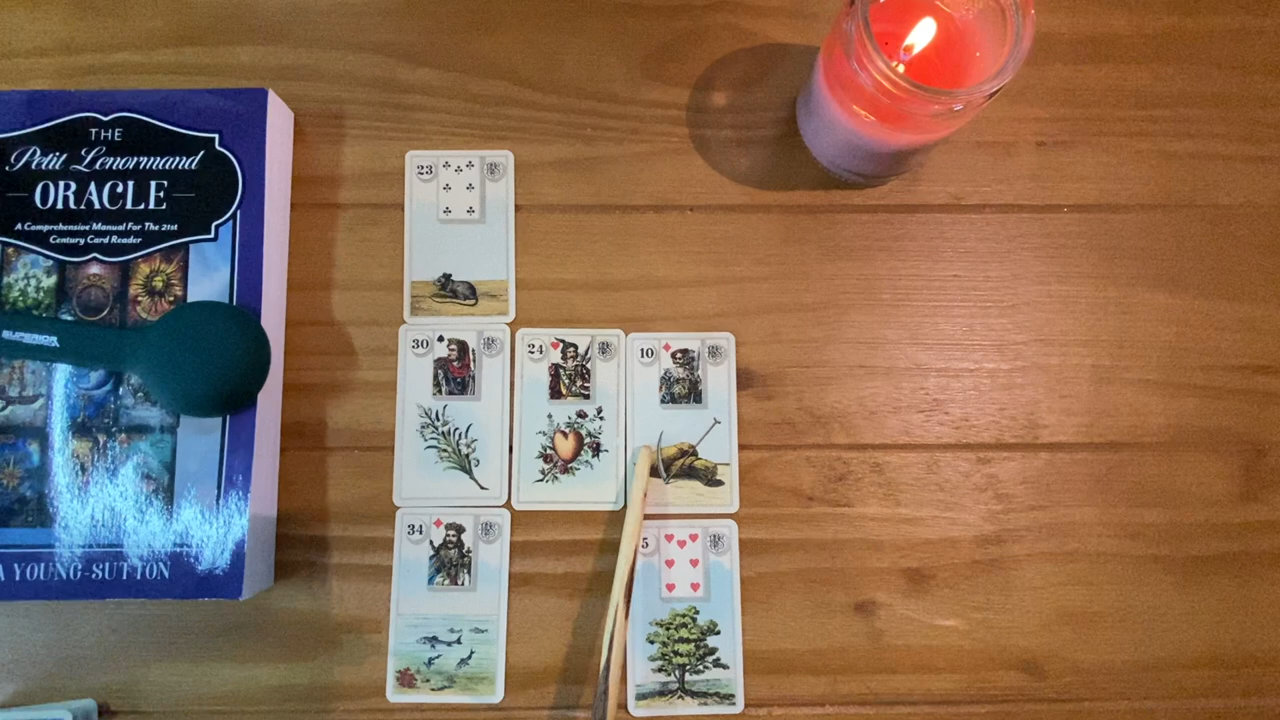 THE
Petit Lenormand
ORACLE
A Comprehensive Manual For The 21st
Century Card Reader
SUPERIOR
YOUNG-SUTTON
23
30
24
10
34
5